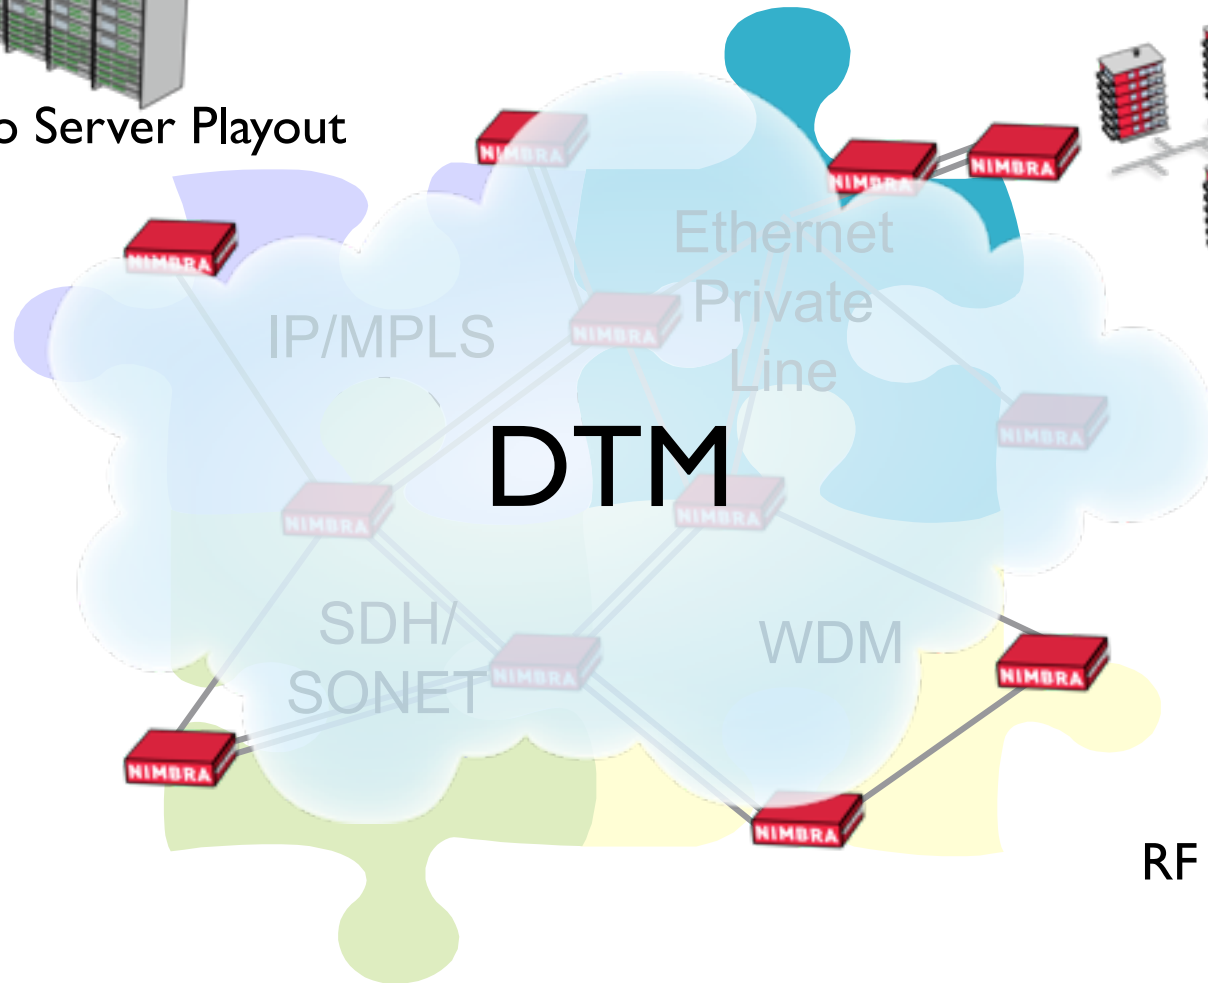 o Server Playout
NIMBRA
NIMBRA
NIMBRA
NIMBRA
Ethernet
Private
Line
IP/MPLS
NIMBRA
NIMBRA
DTM
NIMBRA
NIMBRA
SDH/
SONET
WDM
NIMBRA
NIMBRA
NIMBRA
NIMBRA
RF